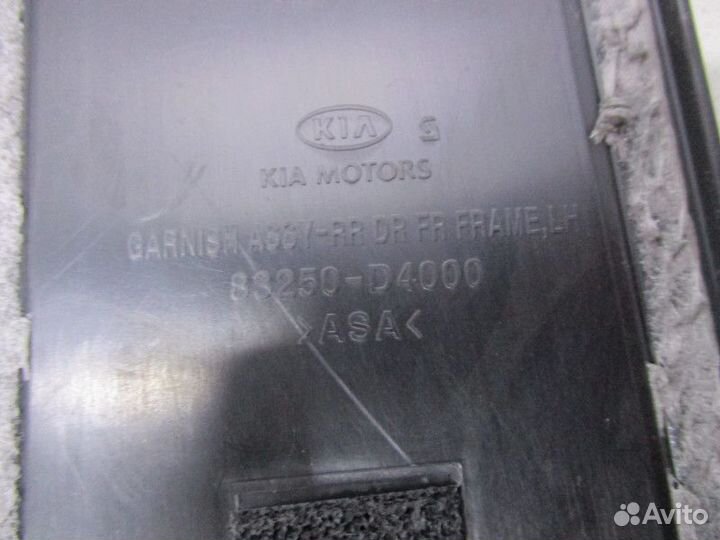 KIA
KIA MOTORS
GARNISH ASSY-RR DR FR FRAME,LH
83250-D4000
>ASA<
Avito